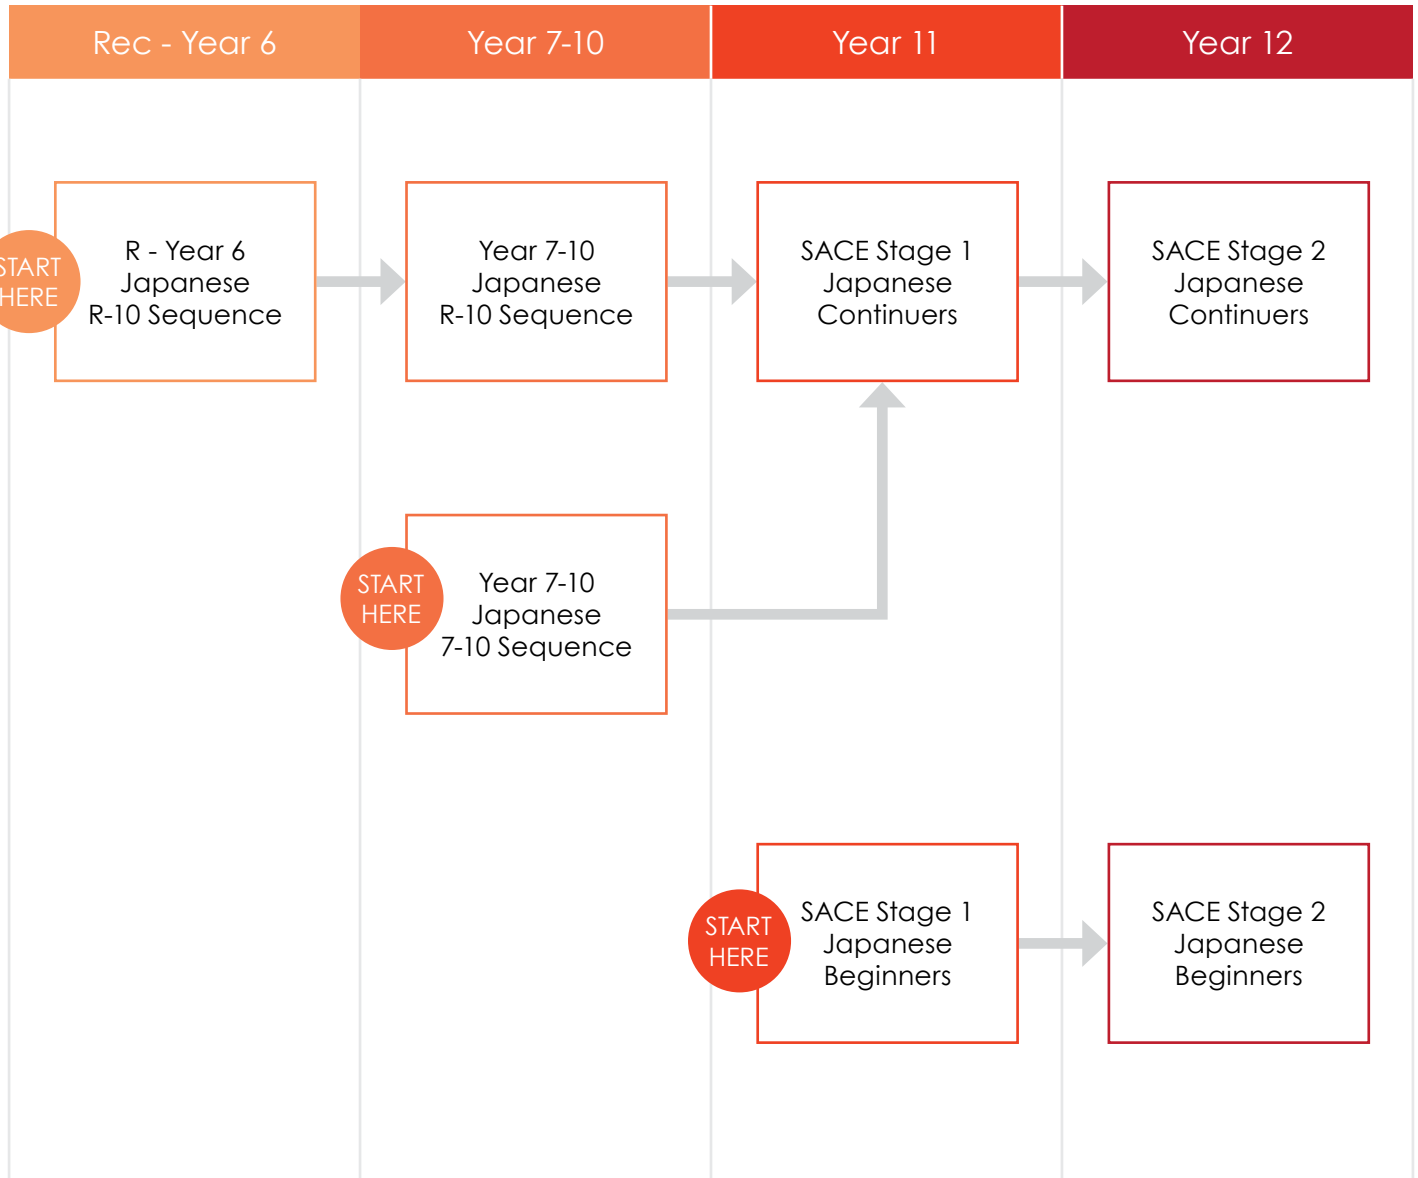 Rec - Year 6
Year 7-10
Year 11
Year 12
START
HERE
R - Year 6
Japanese
R-10 Sequence
Year 7-10
Japanese
R-10 Sequence
SACE Stage 1
Japanese
Continuers
SACE Stage 2
Japanese
Continuers
START
HERE
Year 7-10
Japanese
7-10 Sequence
START
HERE
SACE Stage 1
Japanese
Beginners
SACE Stage 2
Japanese
Beginners